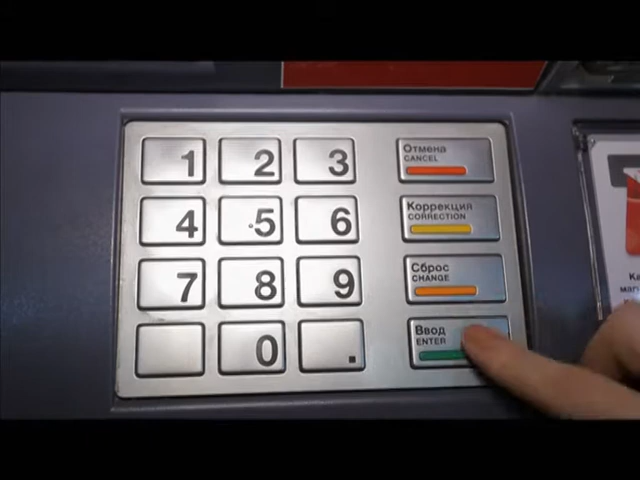 1 2 3 Отмена
CANCEL
4 5 6 Коррекция
CORRECTION
7 8 9 Сброс
CHANGE
0 . Ввод
ENTER